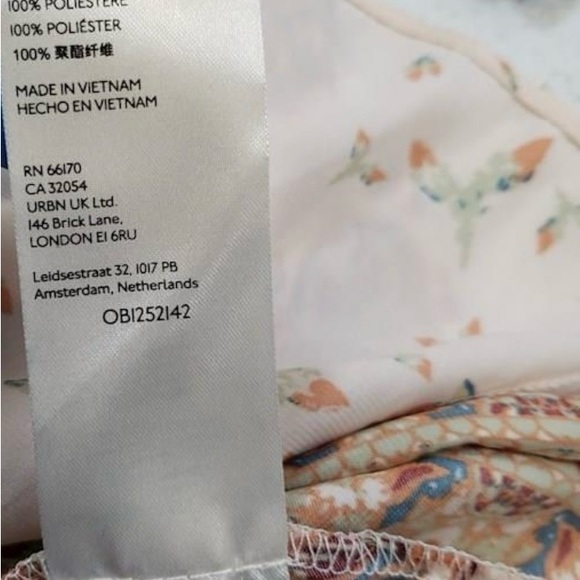 100% POLIESTERE
100% POLIÉSTER
100% 聚酯纤维
MADE IN VIETNAM
HECHO EN VIETNAM
RN 66170
CA 32054
URBN UK Ltd.
146 Brick Lane,
LONDON E1 6RU
Leidsestraat 32, 1017 PB
Amsterdam, Netherlands
OB1252142